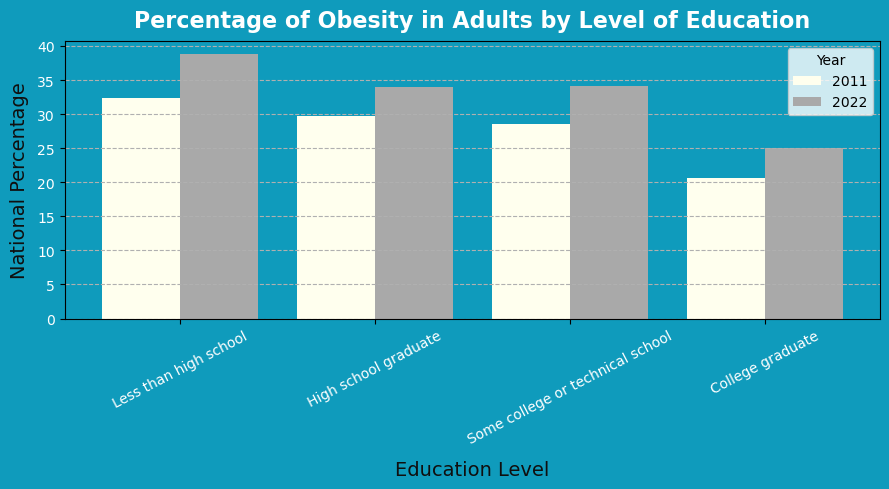 Percentage of Obesity in Adults by Level of Education
National Percentage
40
35
30
25
20
15
10
5
0
Year
2011
2022
Less than high school
High school graduate
Some college or technical school
College graduate
Education Level